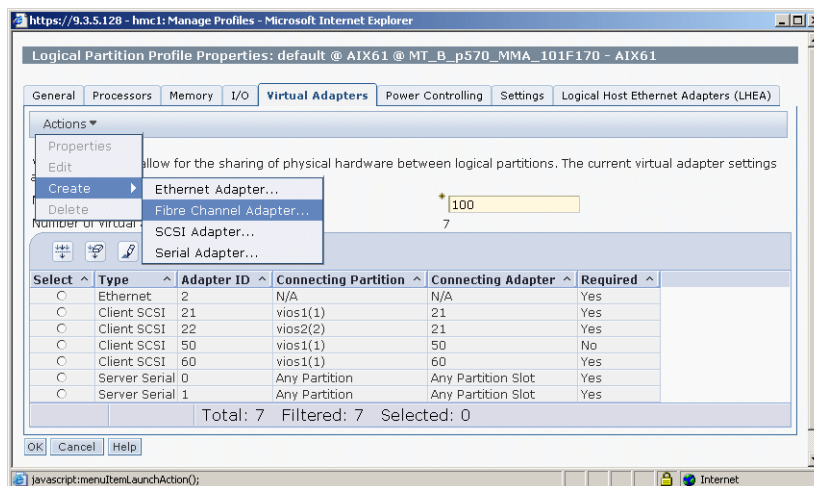 https://9.3.5.128 - hmc1: Manage Profiles - Microsoft Internet Explorer
Logical Partition Profile Properties: default @ AIX61 @ MT_B_p570_MMA_101F170 - AIX61
General Processors Memory I/O Virtual Adapters Power Controlling Settings Logical Host Ethernet Adapters (LHEA)
Actions
Properties
Edit
allow for the sharing of physical hardware between logical partitions. The current virtual adapter settings
Create Ethernet Adapter...
* 100
Delete Fibre Channel Adapter...
Number of virtual 7
SCSI Adapter...
Serial Adapter...
Select ^ Type ^ Adapter ID ^ Connecting Partition ^ Connecting Adapter ^ Required ^
Ethernet 2 N/A N/A Yes
Client SCSI 21 vios1(1) 21 Yes
Client SCSI 22 vios2(2) 21 Yes
Client SCSI 50 vios1(1) 50 No
Client SCSI 60 vios1(1) 60 Yes
Server Serial 0 Any Partition Any Partition Slot Yes
Server Serial 1 Any Partition Any Partition Slot Yes
Total: 7 Filtered: 7 Selected: 0
OK Cancel Help
javascript:menuItemLaunchAction(); Internet